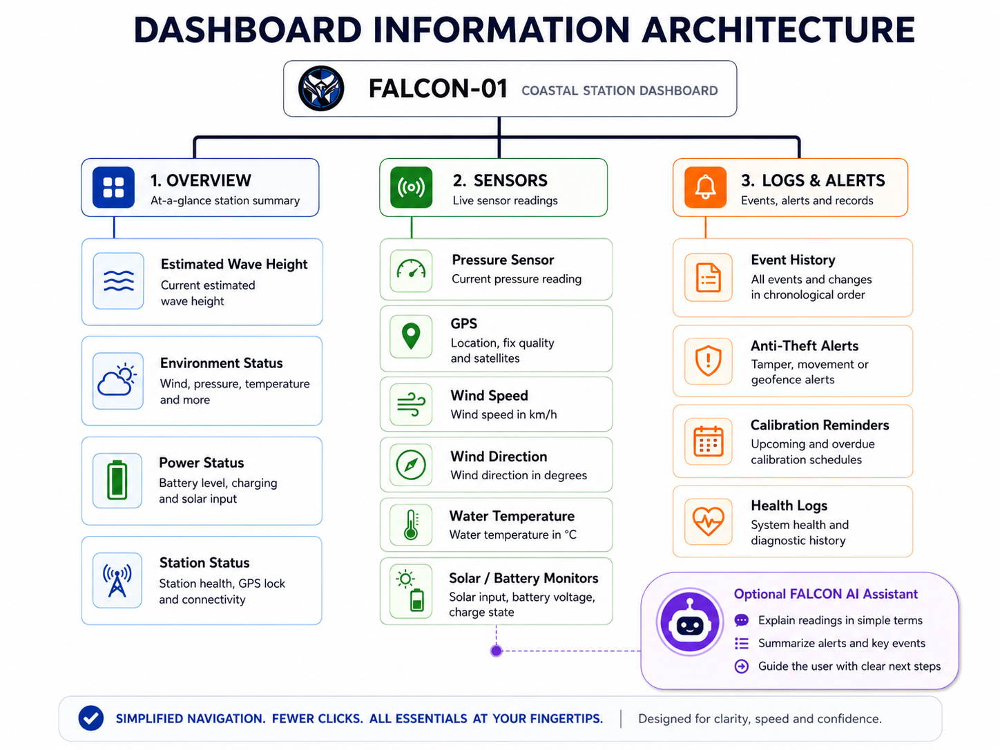 DASHBOARD INFORMATION ARCHITECTURE
FALCON-01 COASTAL STATION DASHBOARD
1. OVERVIEW
At-a-glance station summary
Estimated Wave Height
Current estimated
wave height
Environment Status
Wind, pressure, temperature
and more
Power Status
Battery level, charging
and solar input
Station Status
Station health, GPS lock
and connectivity
2. SENSORS
Live sensor readings
Pressure Sensor
Current pressure reading
GPS
Location, fix quality
and satellites
Wind Speed
Wind speed in km/h
Wind Direction
Wind direction in degrees
Water Temperature
Water temperature in °C
Solar / Battery Monitors
Solar input, battery voltage,
charge state
3. LOGS & ALERTS
Events, alerts and records
Event History
All events and changes
in chronological order
Anti-Theft Alerts
Tamper, movement or
geofence alerts
Calibration Reminders
Upcoming and overdue
calibration schedules
Health Logs
System health and
diagnostic history
Optional FALCON AI Assistant
Explain readings in simple terms
Summarize alerts and key events
Guide the user with clear next steps
SIMPLIFIED NAVIGATION. FEWER CLICKS. ALL ESSENTIALS AT YOUR FINGERTIPS.
Designed for clarity, speed and confidence.